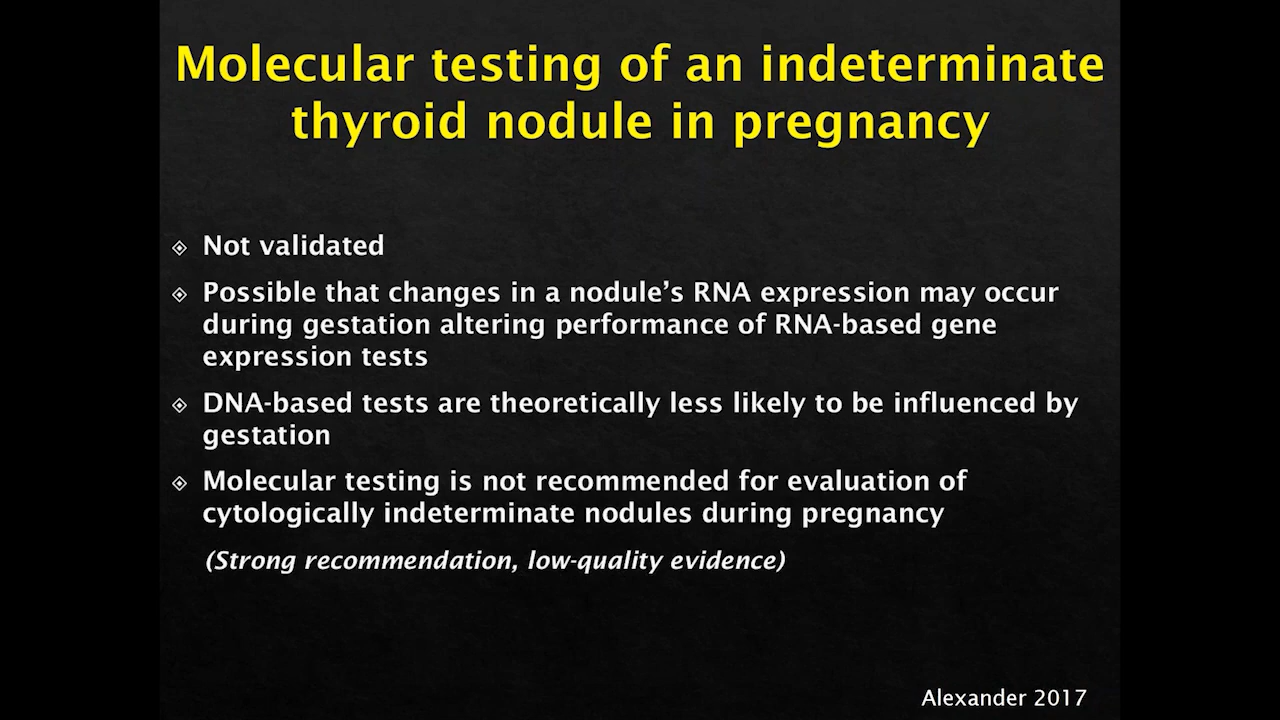 Molecular testing of an indeterminate
thyroid nodule in pregnancy
Not validated
Possible that changes in a nodule’s RNA expression may occur
during gestation altering performance of RNA-based gene
expression tests
DNA-based tests are theoretically less likely to be influenced by
gestation
Molecular testing is not recommended for evaluation of
cytologically indeterminate nodules during pregnancy
(Strong recommendation, low-quality evidence)
Alexander 2017